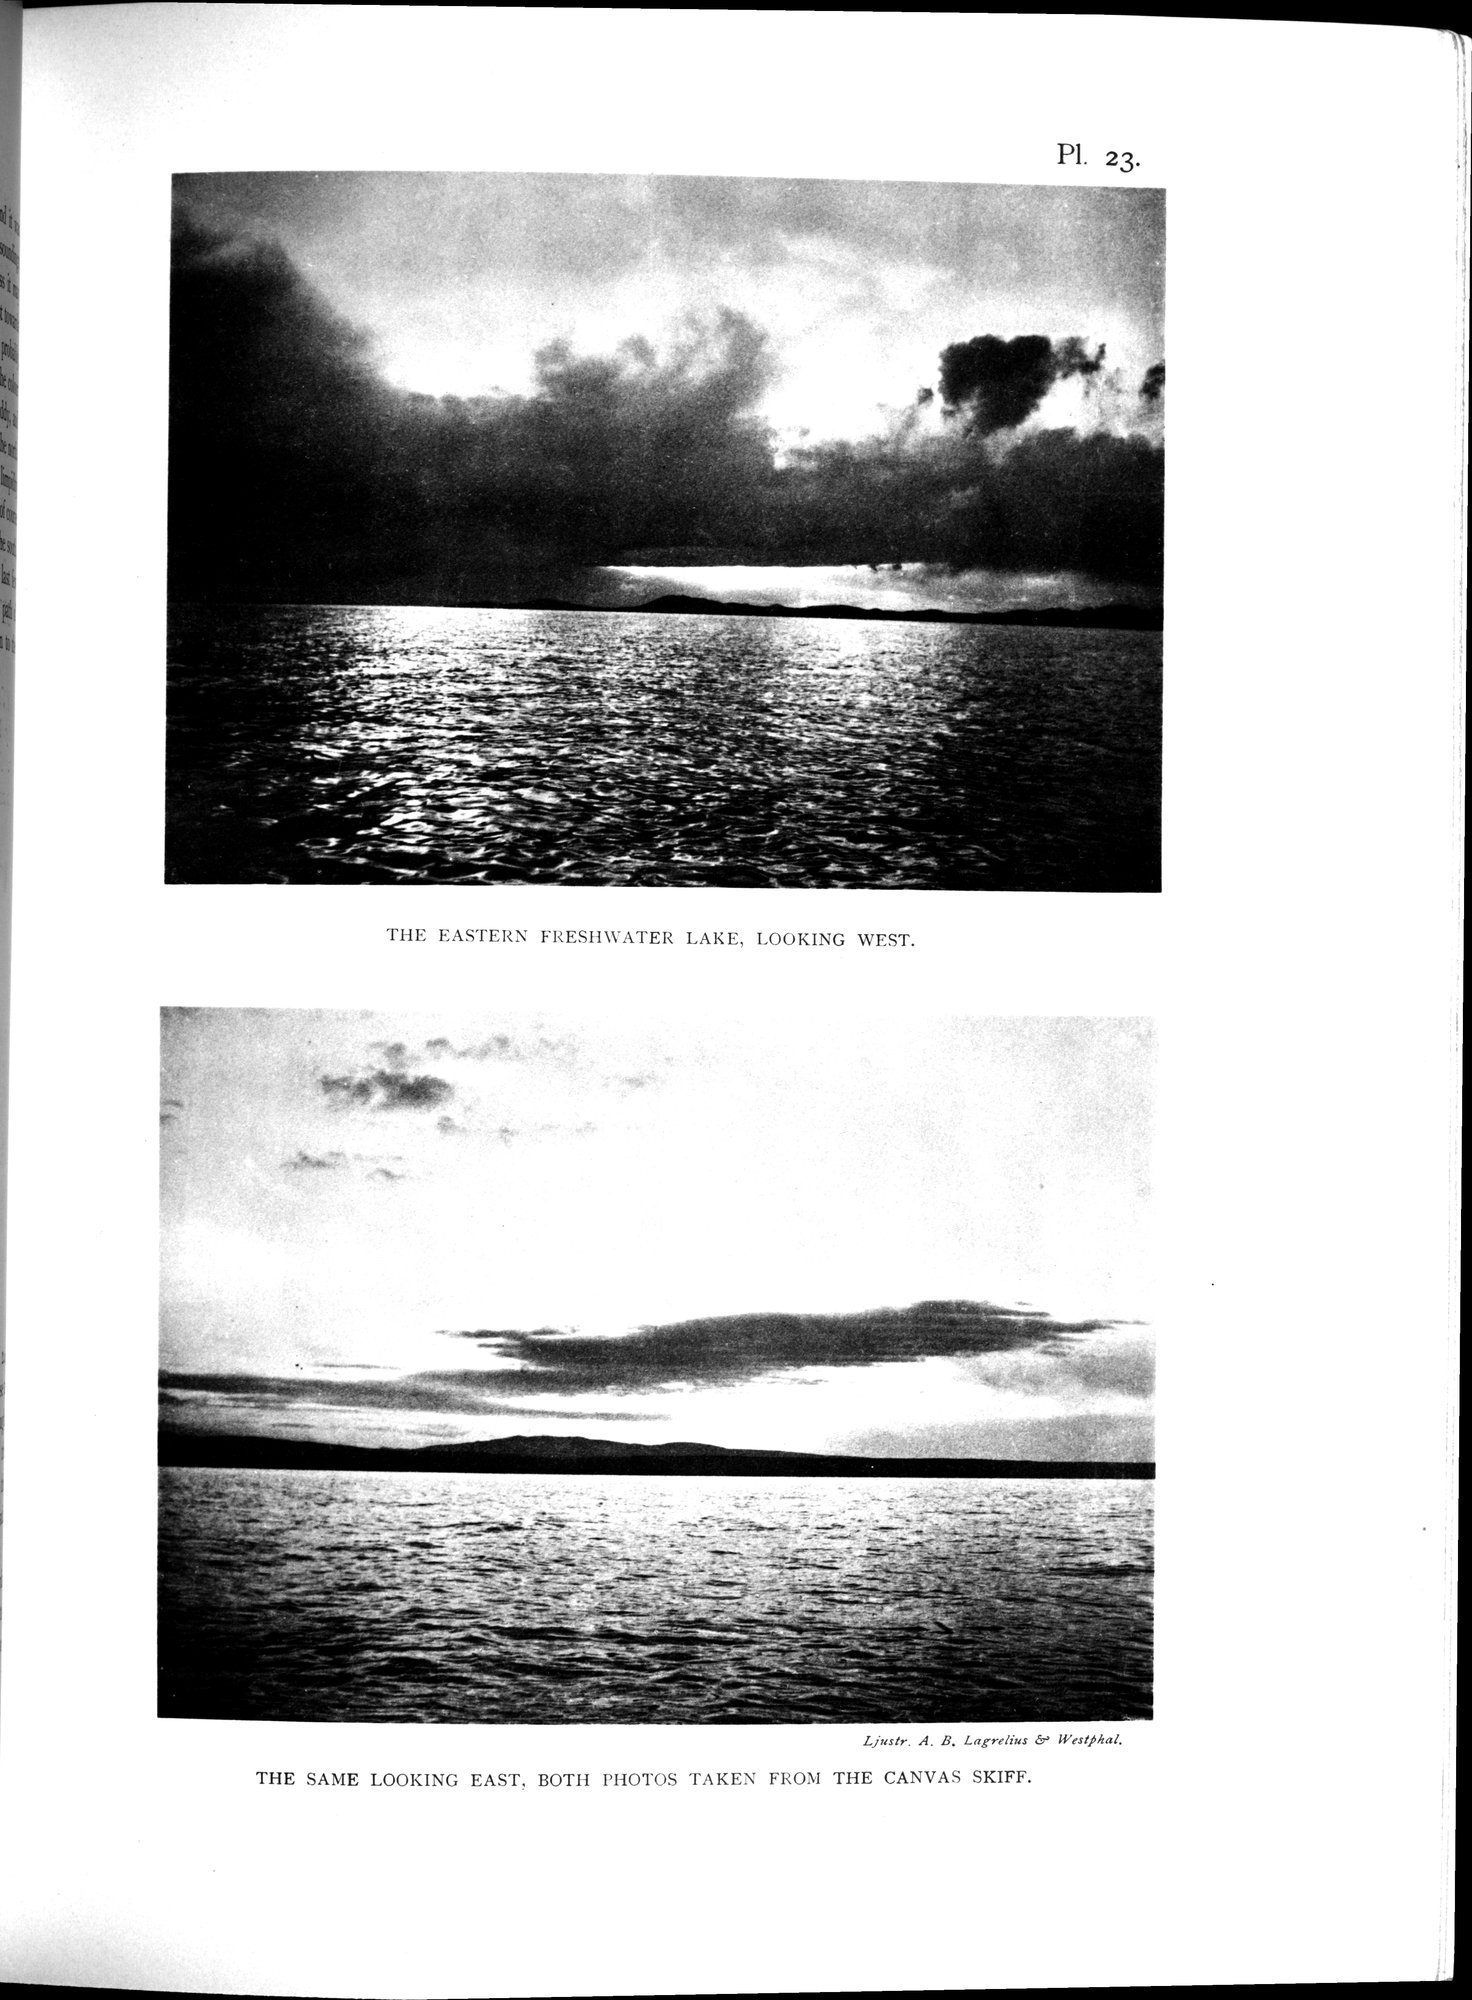 Pl. 23.
THE EASTERN FRESHWATER LAKE, LOOKING WEST.
Ljustr. A. B. Lagrelius & Westphal.
THE SAME LOOKING EAST, BOTH PHOTOS TAKEN FROM THE CANVAS SKIFF.